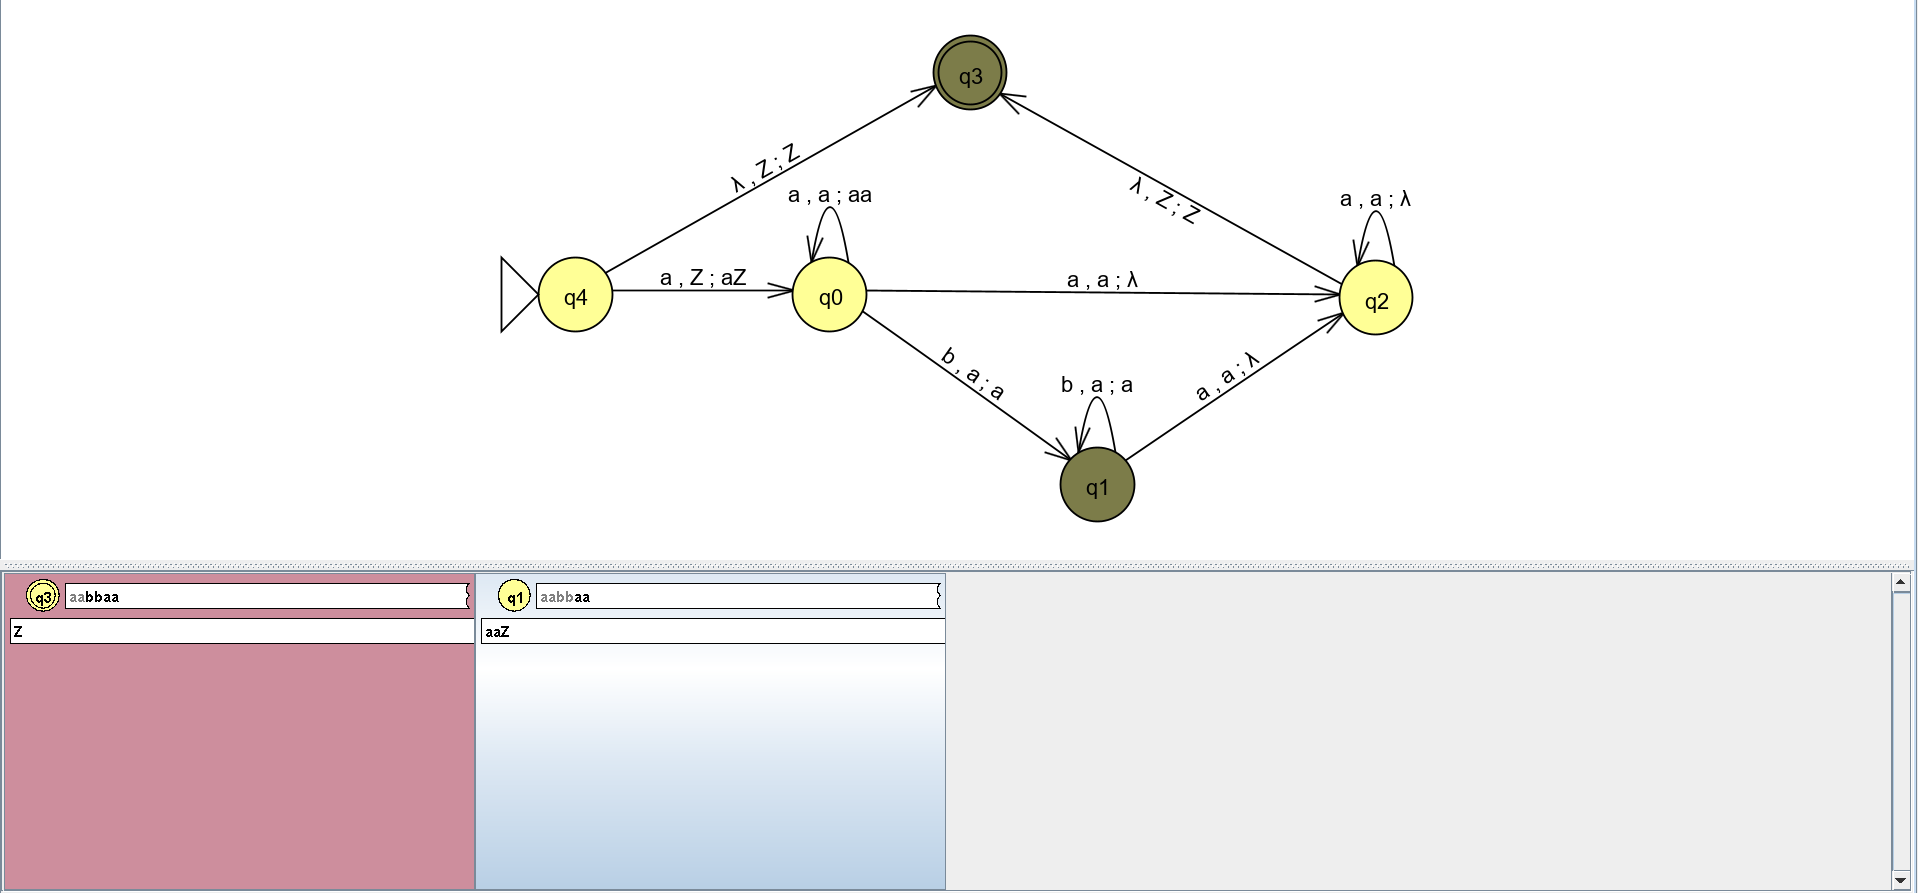 q3
λ , Z ; Z
λ , Z ; Z
a , a ; aa
a , a ; λ
q4
a , Z ; aZ
q0
a , a ; λ
q2
b , a ; a
b , a ; a
a , a ; λ
q1
q3 aabbaa
Z
q1 aabbaa
aaZ